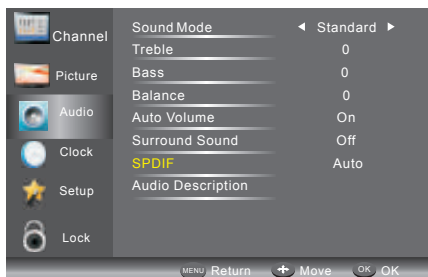 Channel
Picture
Audio
Clock
Setup
Lock
Sound Mode Standard
Treble 0
Bass 0
Balance 0
Auto Volume On
Surround Sound Off
SPDIF Auto
Audio Description
MENU Return Move OK OK